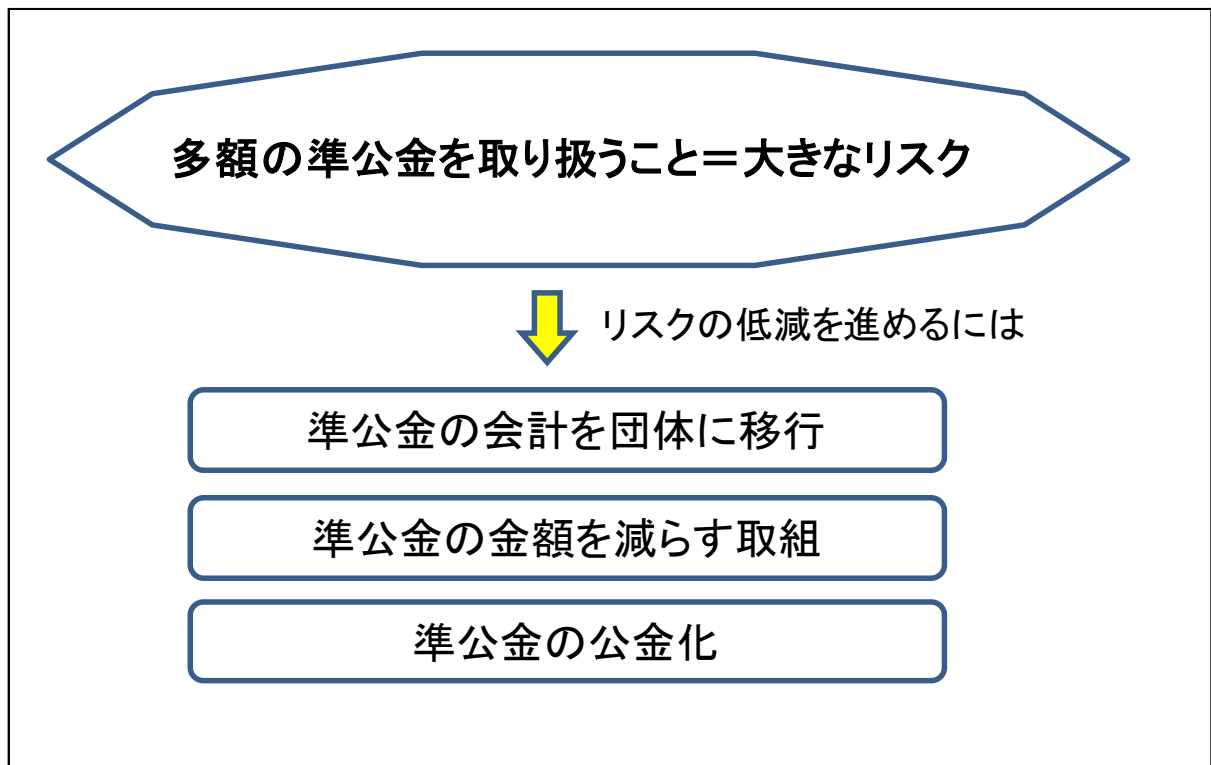 多額の準公金を取り扱うこと＝大きなリスク
リスクの低減を進めるには
準公金の会計を団体に移行
準公金の金額を減らす取組
準公金の公金化